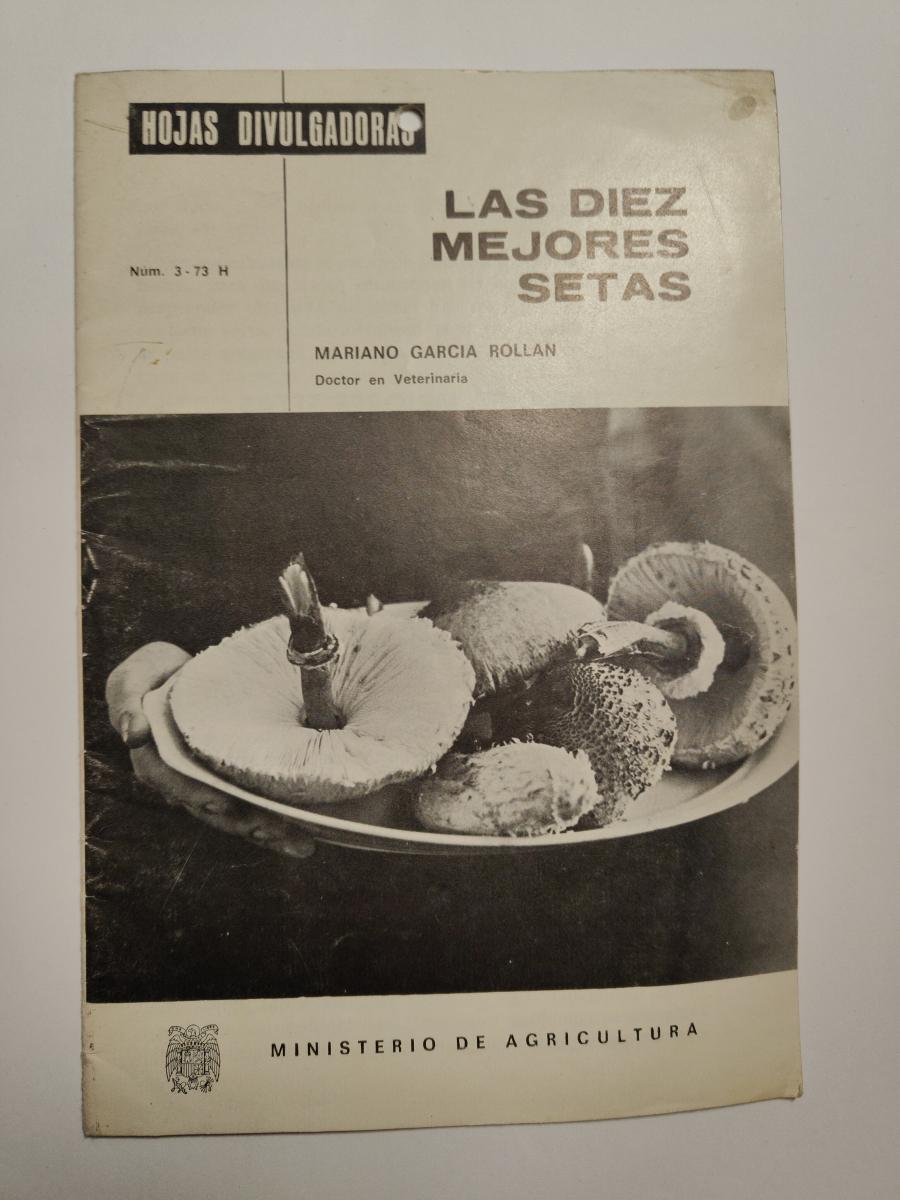 HOJAS DIVULGADORAS
LAS DIEZ
MEJORES
SETAS
Núm. 3-73 H
MARIANO GARCIA ROLLAN
Doctor en Veterinaria
MINISTERIO DE AGRICULTURA